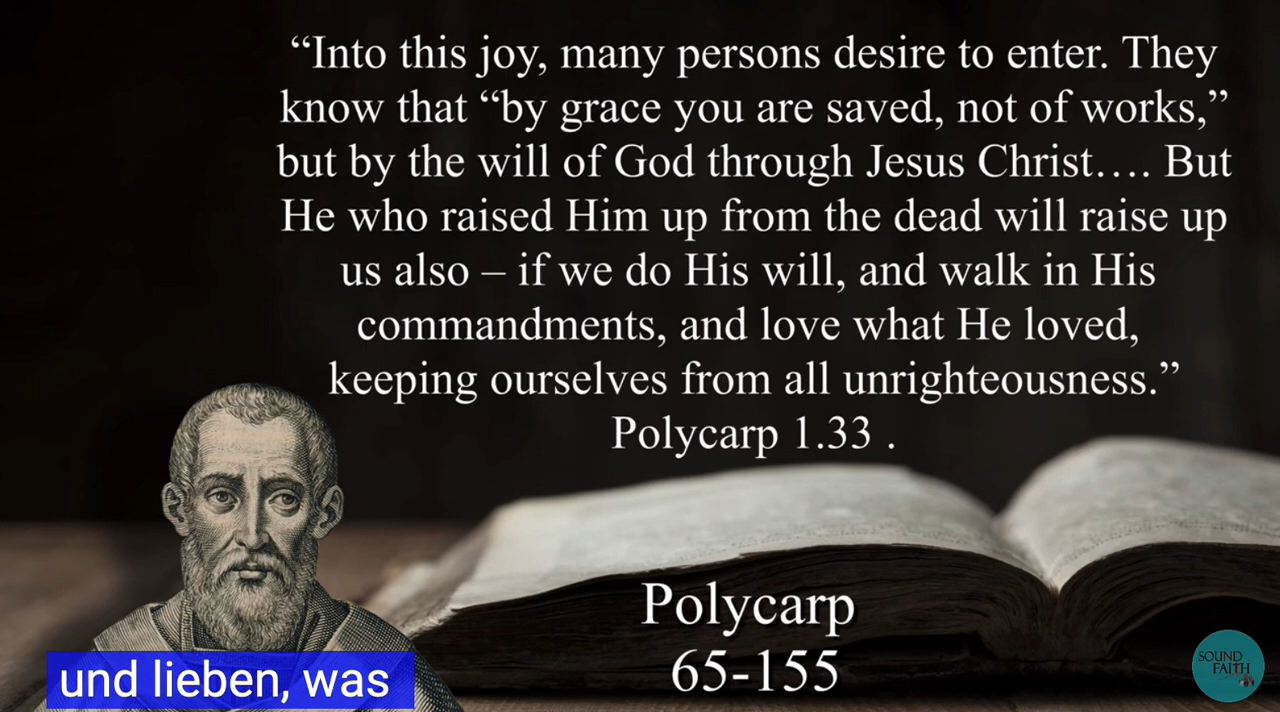 “Into this joy, many persons desire to enter. They
know that “by grace you are saved, not of works,”
but by the will of God through Jesus Christ…. But
He who raised Him up from the dead will raise up
us also – if we do His will, and walk in His
commandments, and love what He loved,
keeping ourselves from all unrighteousness.”
Polycarp 1.33 .
Polycarp
65-155
und lieben, was
SOUND
FAITH